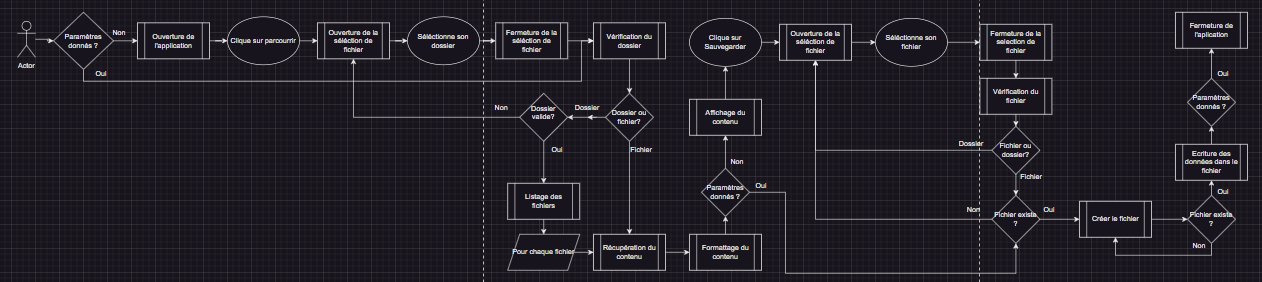 Actor
Paramètres
donnés ?
Non
Oui
Ouverture de
l'application
Clique sur parcourrir
Ouverture de la
séléction de
fichier
Séléctionne son
dossier
Fermeture de la
séléction de
fichier
Vérification du
dossier
Dossier ou
fichier?
Dossier
Fichier
Dossier
valide?
Non
Oui
Listage des
fichiers
Pour chaque fichier
Récupération du
contenu
Formattage du
contenu
Paramètres
donnés ?
Non
Oui
Affichage du
contenu
Clique sur
Sauvegarder
Ouverture de la
séléction de
fichier
Séléctionne son
fichier
Fermeture de la
selection de
fichier
Vérification du
fichier
Fichier ou
dossier?
Dossier
Fichier
Fichier existe
?
Non
Oui
Créer le fichier
Fichier existe
?
Non
Oui
Ecriture des
données dans le
fichier
Paramètres
donnés ?
Oui
Fermeture de
l'aplication